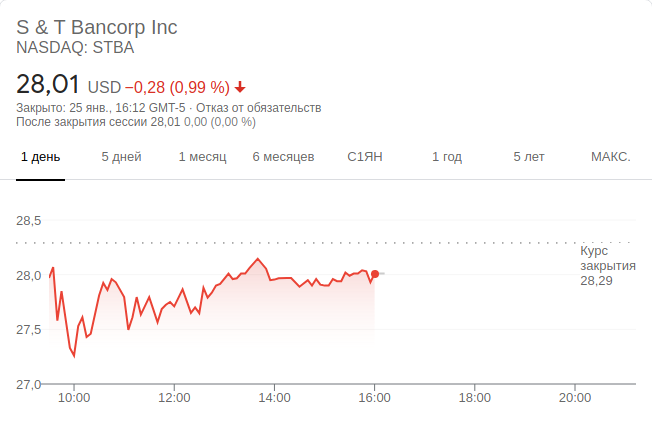 S & T Bancorp Inc
NASDAQ: STBA
28,01 USD −0,28 (0,99 %)
Закрыто: 25 янв., 16:12 GMT-5 · Отказ от обязательств
После закрытия сессии 28,01 0,00 (0,00 %)
1 день 5 дней 1 месяц 6 месяцев С1ЯН 1 год 5 лет МАКС.
28,5
Курс
закрытия
28,29
28,0
27,5
27,0
10:00 12:00 14:00 16:00 18:00 20:00